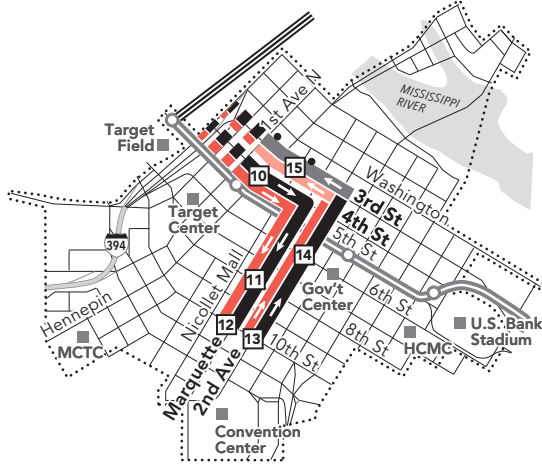 1st Ave N
MISSISSIPPI
RIVER
Target
Field
15
Washington
10
3rd St
4th St
5th St
Target
Center
394
14
11
Gov't
Center
6th St
Nicollet Mall
Hennepin
12
13
8th St
10th St
U.S. Bank
Stadium
HCMC
MCTC
Marquette
2nd Ave
Convention
Center